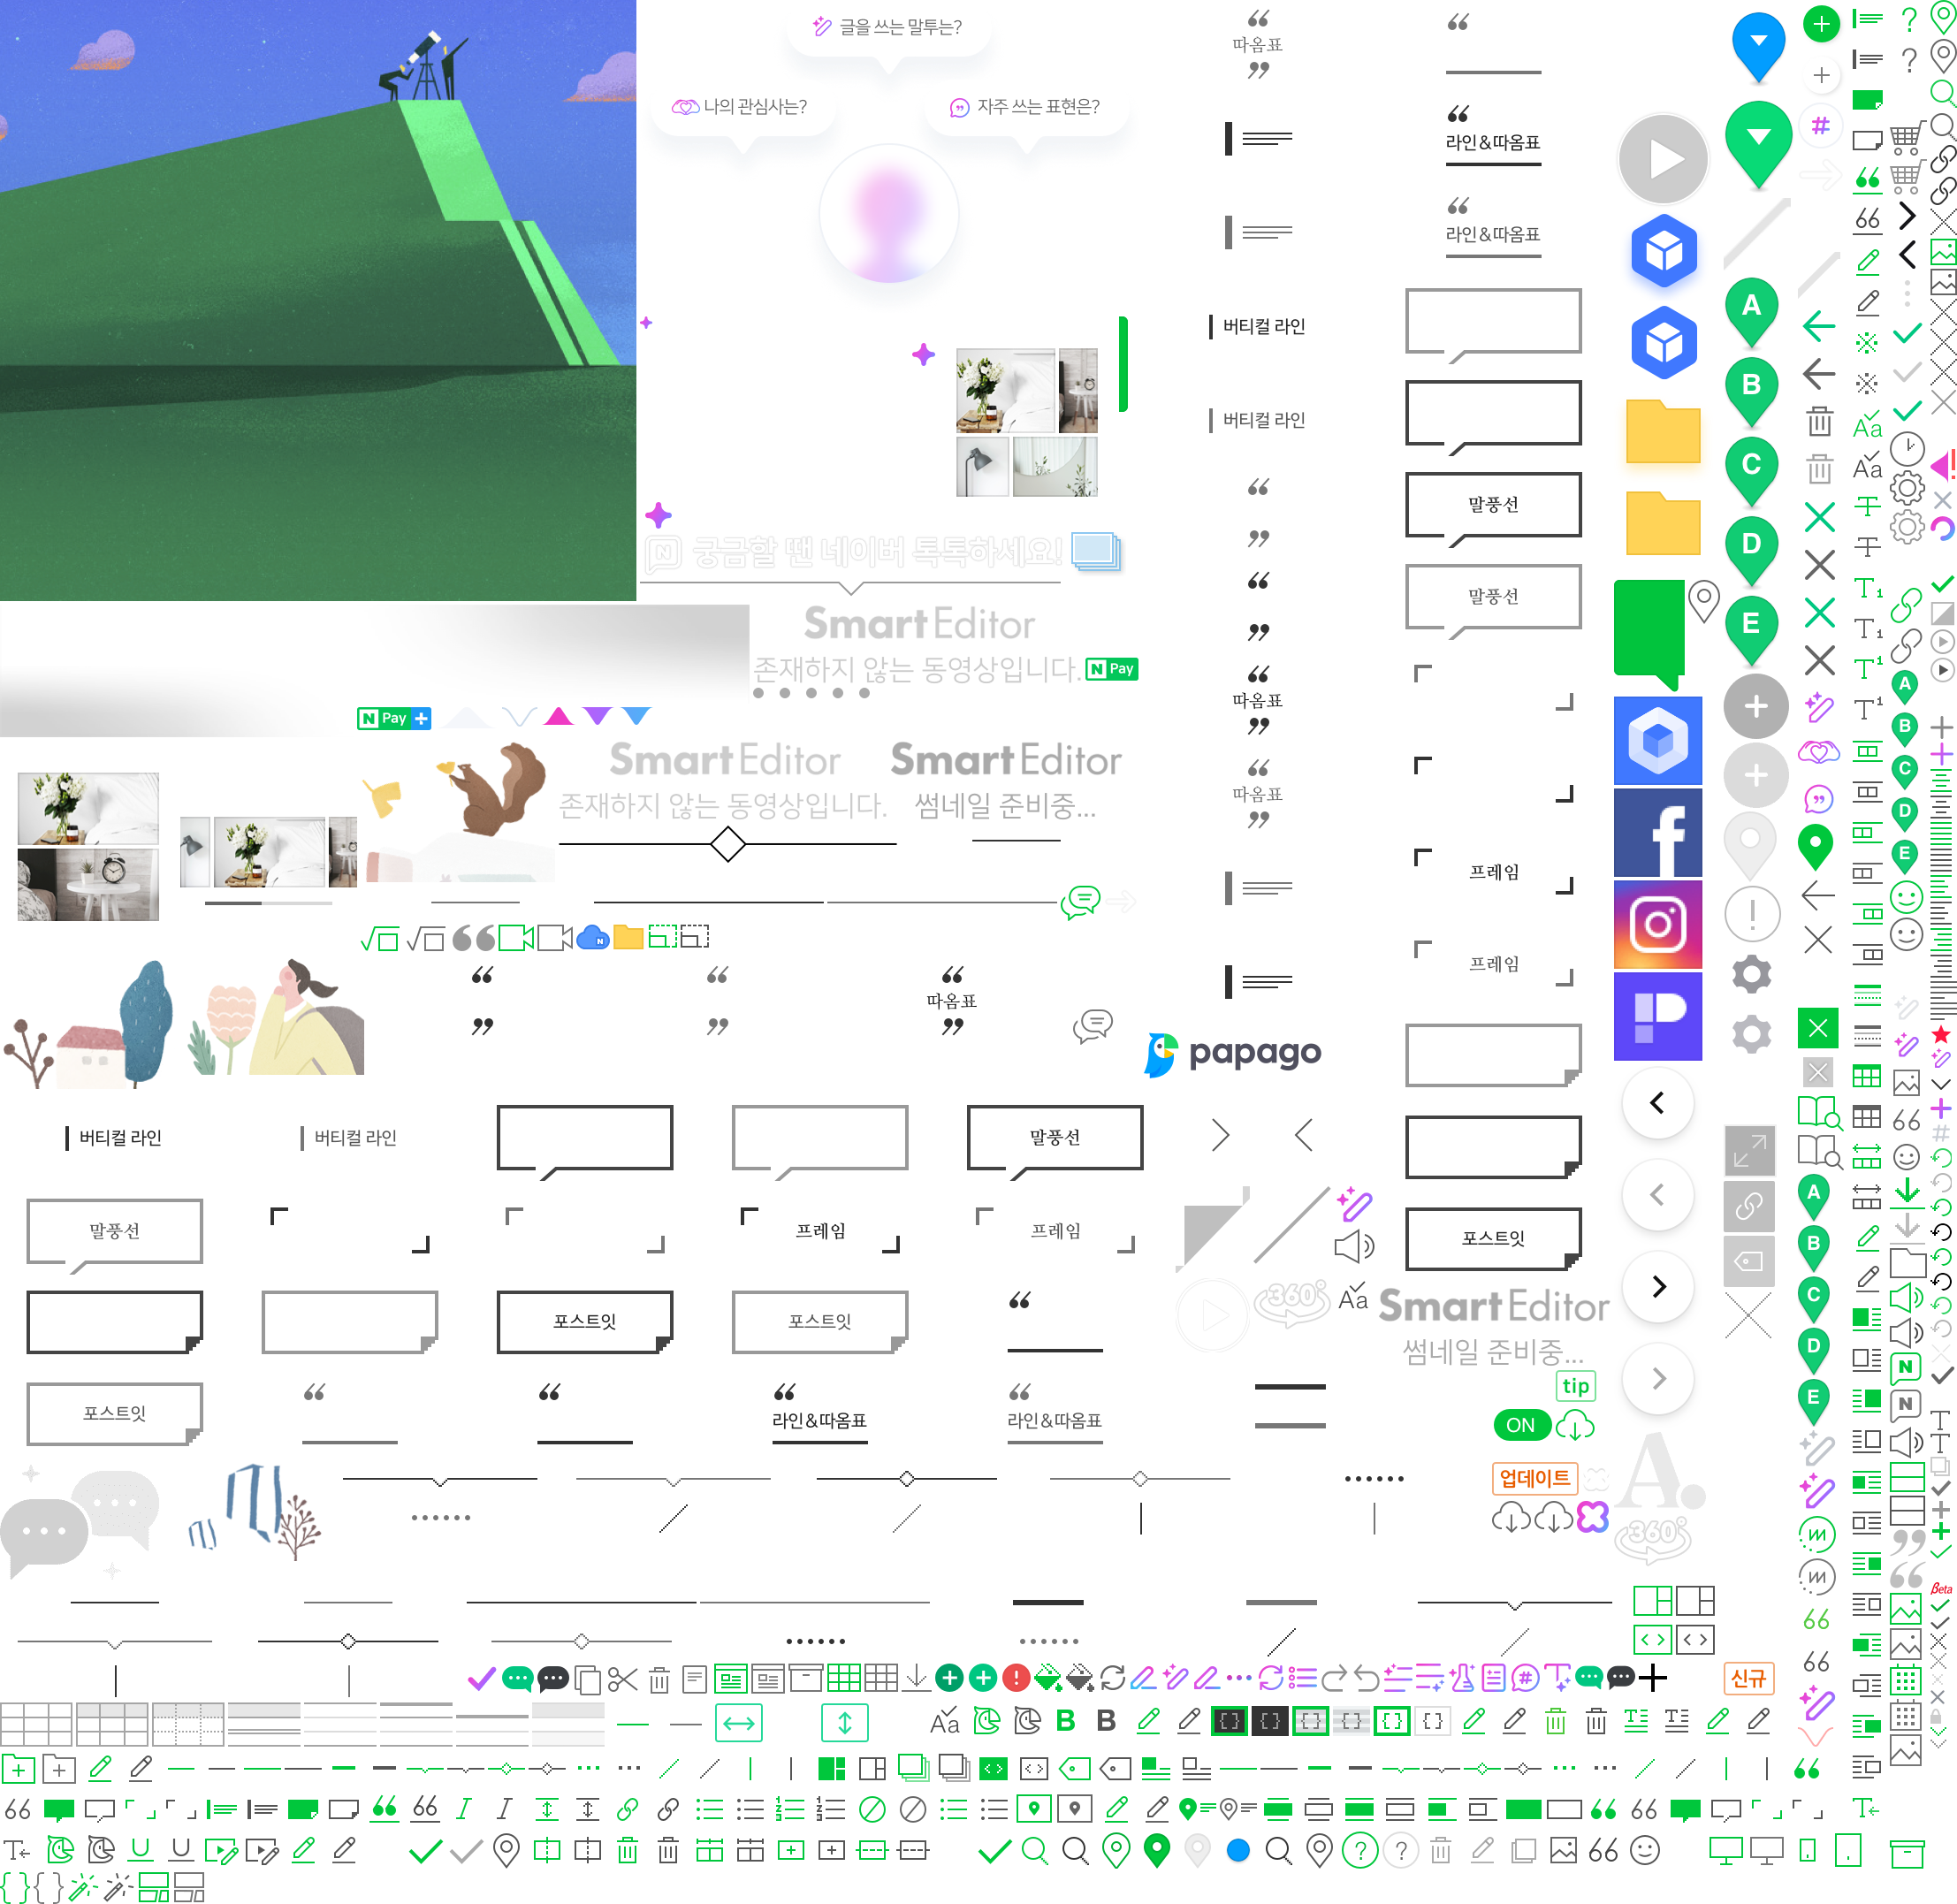 글을 쓰는 말투는?
나의 관심사는?
자주 쓰는 표현은?
따옴표
라인&따옴표
라인&따옴표
버티컬 라인
버티컬 라인
말풍선
말풍선
궁금할 땐 네이버 톡톡하세요!
SmartEditor
존재하지 않는 동영상입니다.
N Pay
N Pay +
SmartEditor
존재하지 않는 동영상입니다.
SmartEditor
썸네일 준비중...
따옴표
따옴표
프레임
프레임
따옴표
papago
버티컬 라인
버티컬 라인
말풍선
말풍선
프레임
프레임
포스트잇
포스트잇
포스트잇
360°
SmartEditor
썸네일 준비중...
포스트잇
라인&따옴표
라인&따옴표
tip
ON
업데이트
A.
360°
신규
A
B
C
D
E
A
B
C
D
E
A
B
C
D
E
Beta